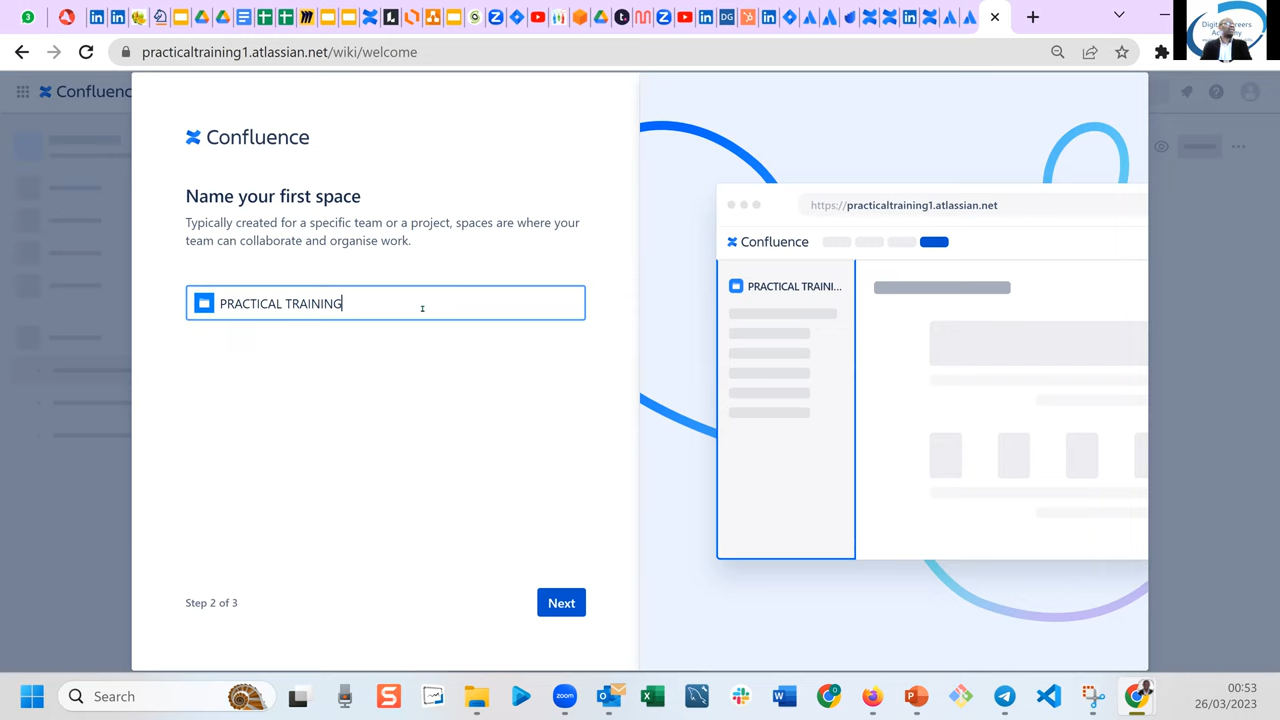 practicaltraining1.atlassian.net/wiki/welcome
Confluenc
Confluence
Name your first space
Typically created for a specific team or a project, spaces are where your
team can collaborate and organise work.
PRACTICAL TRAINING
Step 2 of 3
Next
https://practicaltraining1.atlassian.net
Confluence
PRACTICAL TRAINI...
Search
00:53
26/03/2023